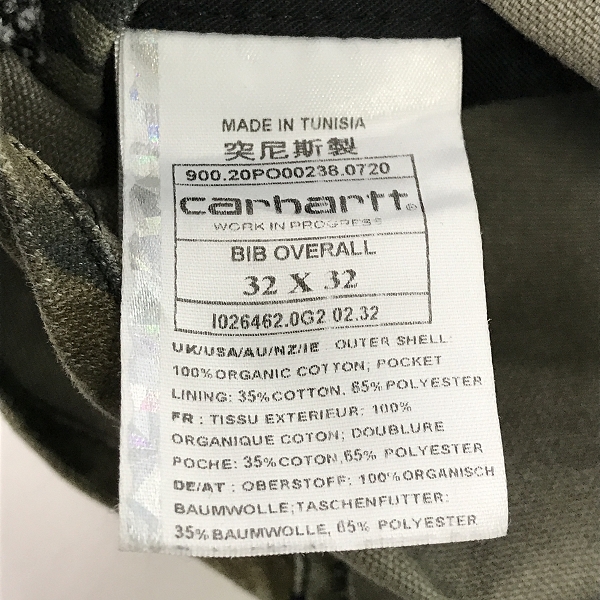 MADE IN TUNISIA
突尼斯製
900.20PO00238.0720
carhartt®
WORK IN PROGRESS
BIB OVERALL
32 X 32
I026462.0G2 02.32
UK/USA/AU/NZ/IE OUTER SHELL:
100%ORGANIC COTTON; POCKET
LINING: 35%COTTON, 65%POLYESTER
FR : TISSU EXTERIEUR: 100%
ORGANIQUE COTON; DOUBLURE
POCHE: 35%COTON,65% POLYESTER
DE/AT : OBERSTOFF: 100%ORGANISCH
BAUMWOLLE;TASCHENFUTTER:
35%BAUMWOLLE, 65% POLYESTER